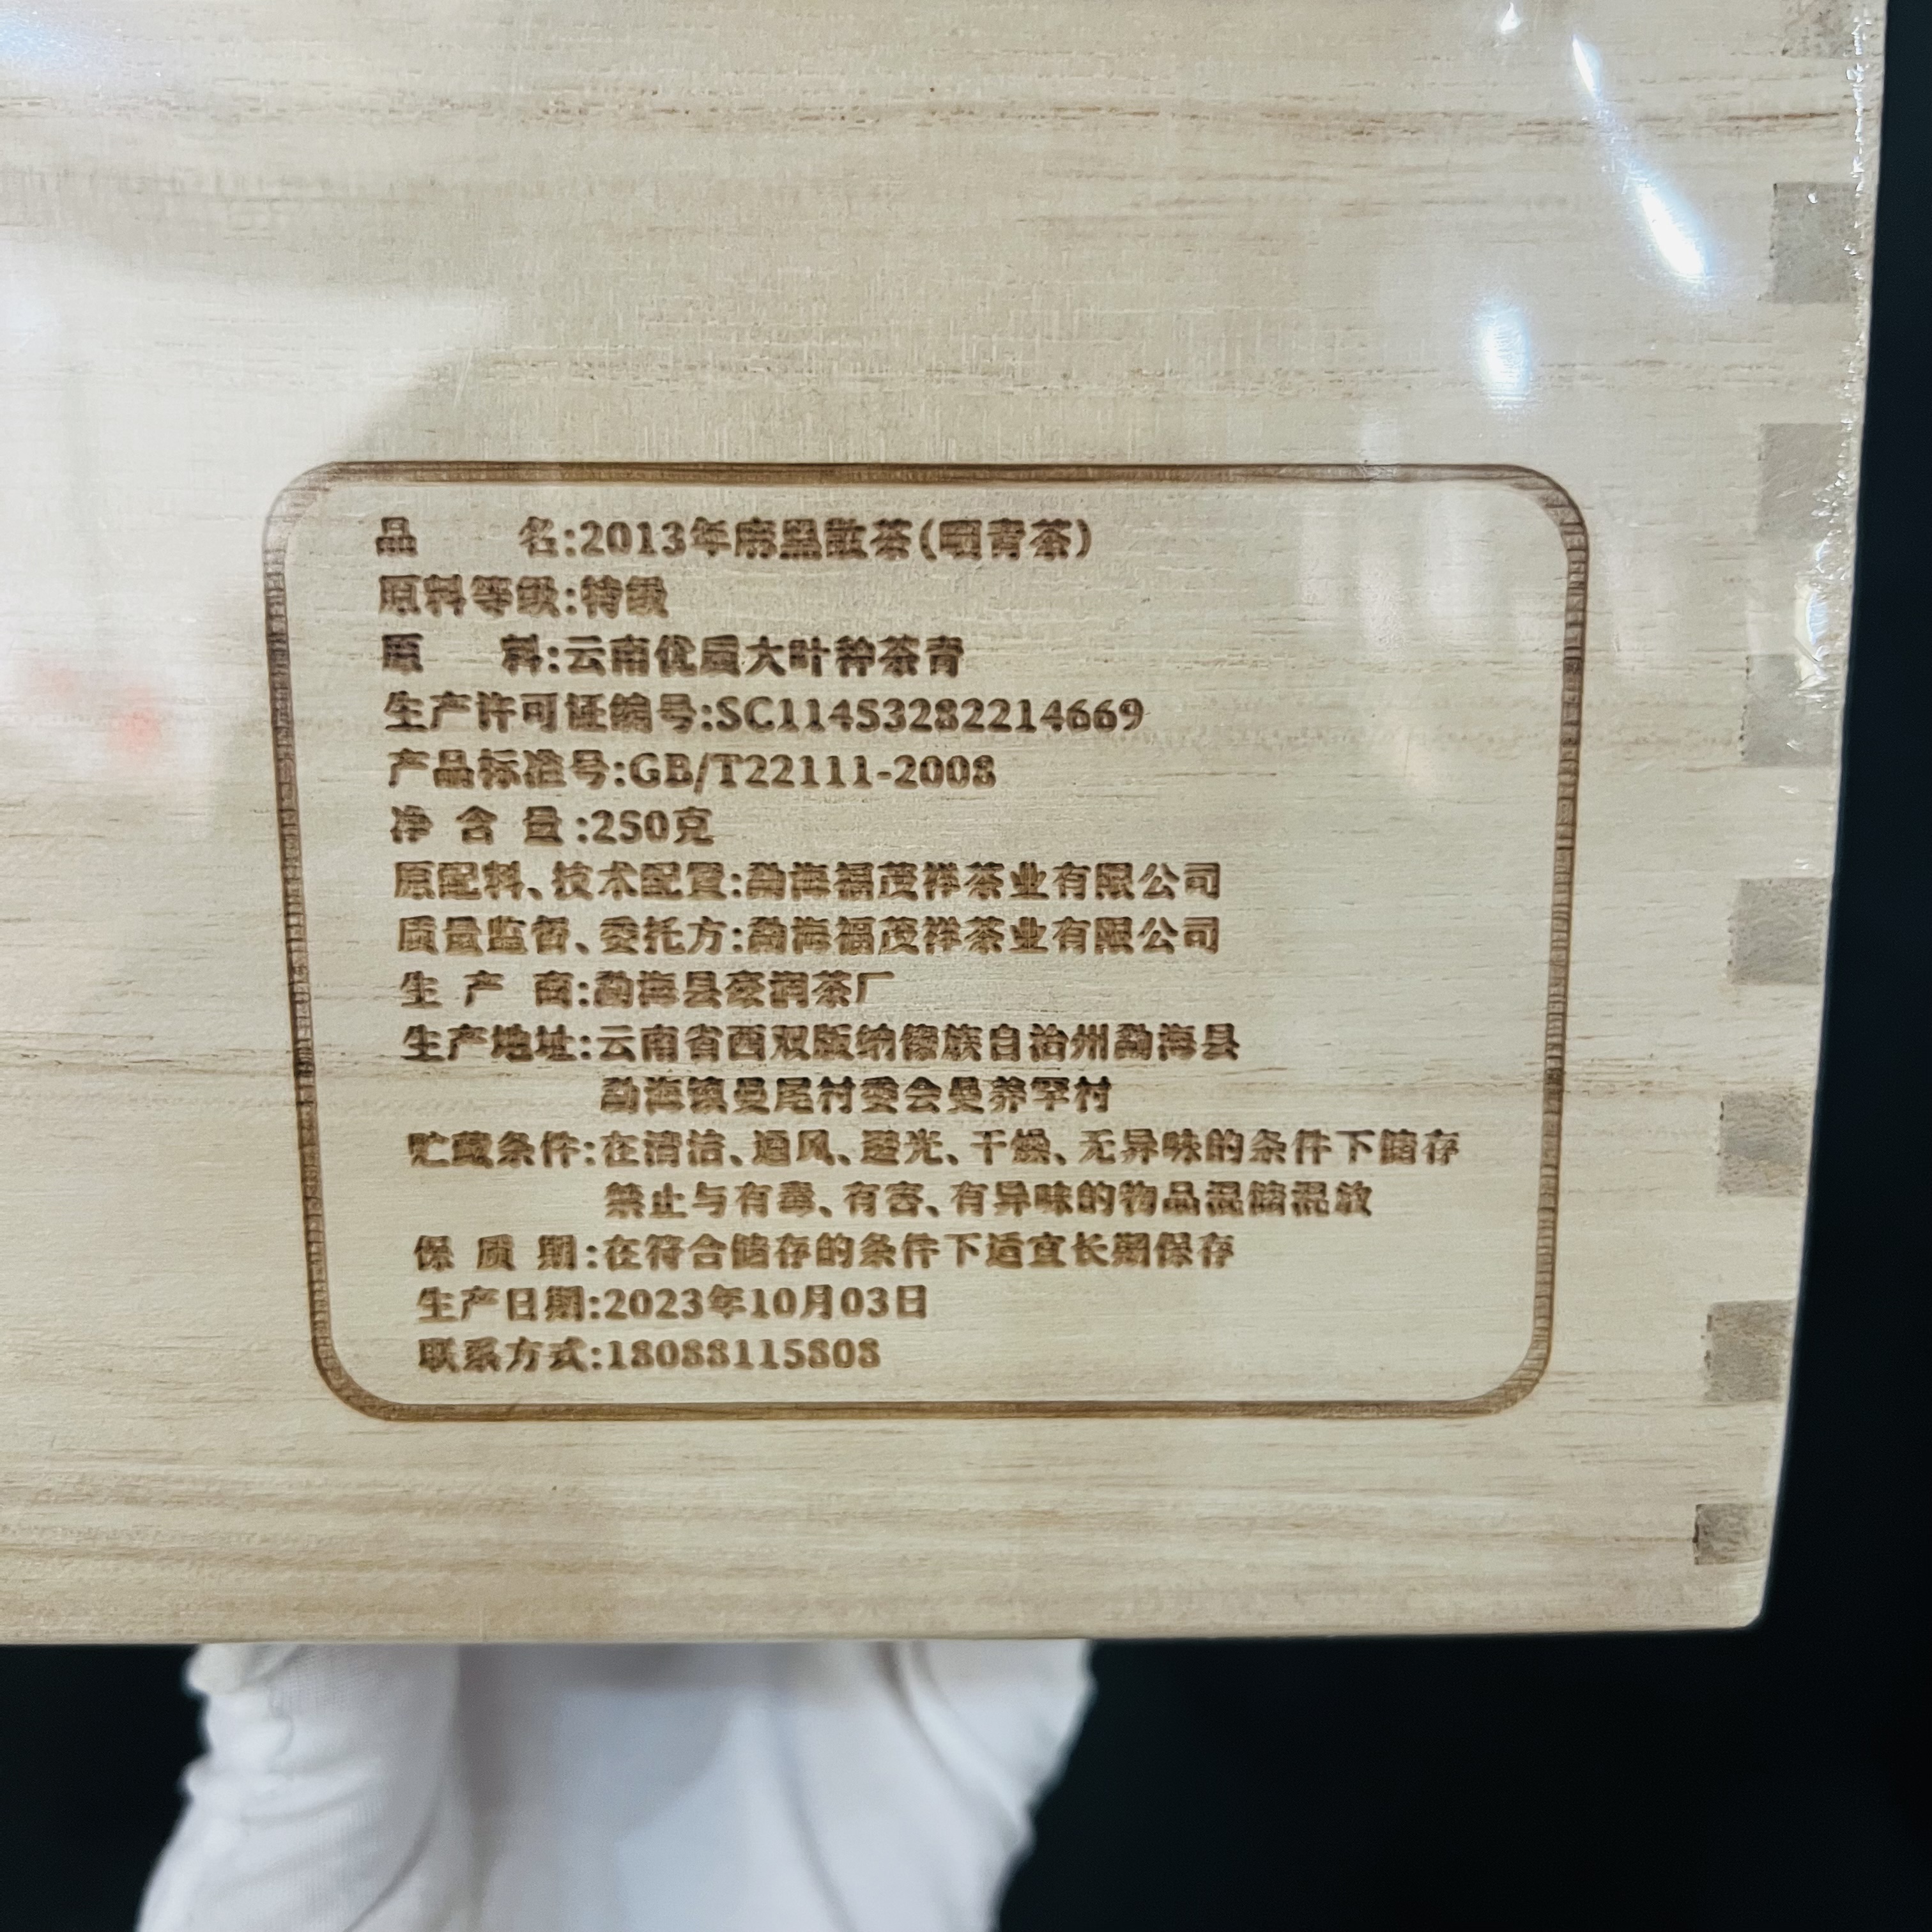 品 名:2013年麻黑散茶(晒青茶)
原料等级:特级
原 料:云南优质大叶种茶青
生产许可证编号:SC11453282214669
产品标准号:GB/T22111-2008
净含量:250克
原配料、技术配置:勐海福茂祥茶业有限公司
质量监督、委托方:勐海福茂祥茶业有限公司
生产商:勐海县豪润茶厂
生产地址:云南省西双版纳傣族自治州勐海县
勐海镇曼尾村委会曼养罕村
贮藏条件:在清洁、通风、避光、干燥、无异味的条件下储存
禁止与有毒、有害、有异味的物品混储混放
保质期:在符合储存的条件下适宜长期保存
生产日期:2023年10月03日
联系方式:18088115808